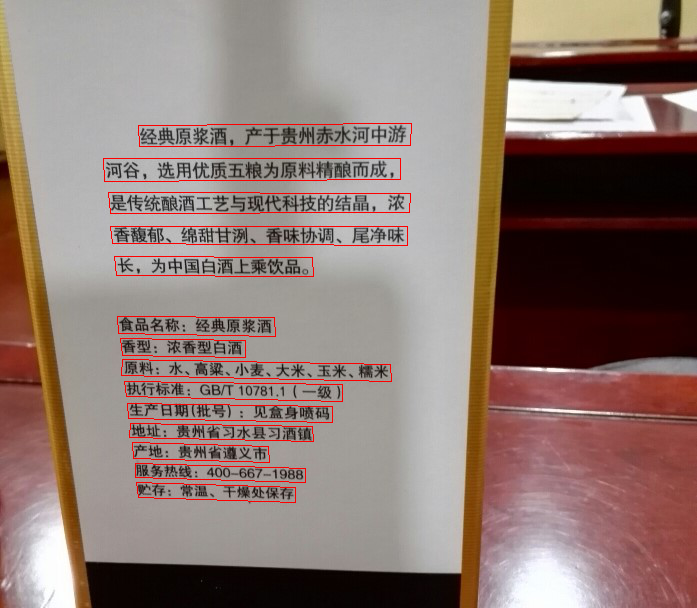 经典原浆酒，产于贵州赤水河中游
河谷，选用优质五粮为原料精酿而成，
是传统酿酒工艺与现代科技的结晶，浓
香馥郁、绵甜甘洌、香味协调、尾净味
长，为中国白酒上乘饮品。
食品名称：经典原浆酒
香型：浓香型白酒
原料：水、高粱、小麦、大米、玉米、糯米
执行标准：GB/T 10781.1（一级）
生产日期(批号)：见盒身喷码
地址：贵州省习水县习酒镇
产地：贵州省遵义市
服务热线：400-667-1988
贮存：常温、干燥处保存